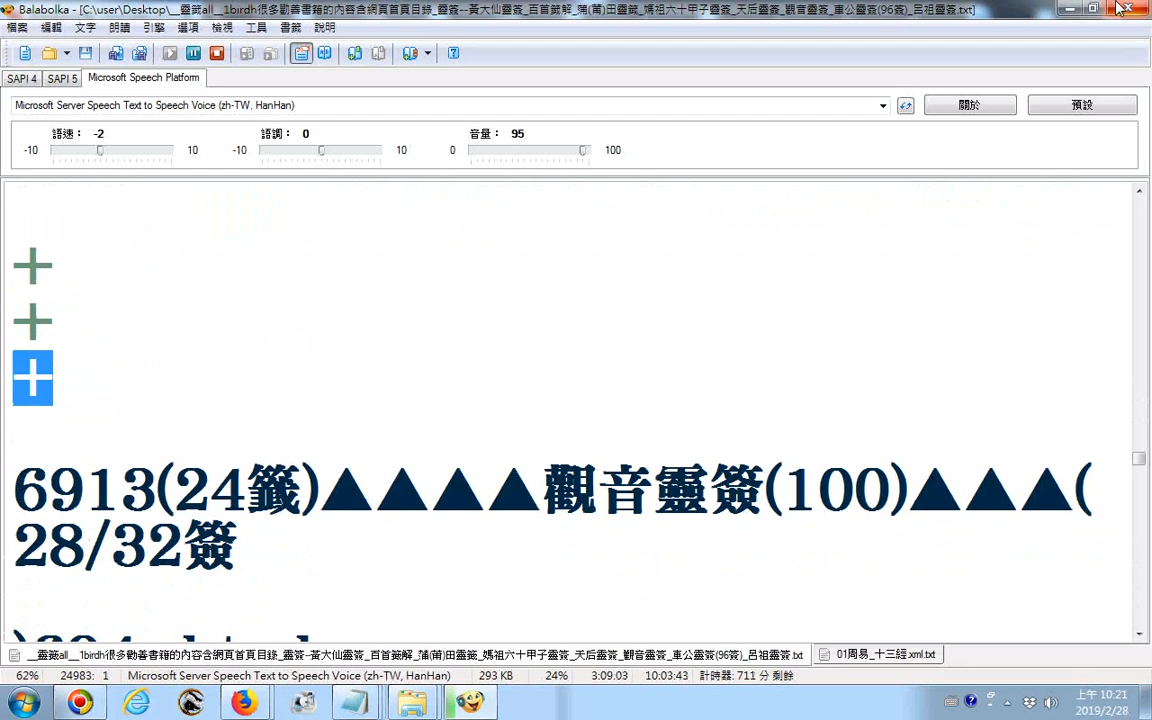 Balabolka - [C:\user\Desktop\__靈籤all__1birdh很多勸善書籍的內容含網頁首頁目錄_靈簽--黃大仙靈簽_百首籤解_蒲(莆)田靈籤_媽祖六十甲子靈簽_天后靈簽_觀音靈簽_車公靈簽(96簽)_呂祖靈簽.txt]
檔案 編輯 文字 朗讀 引擎 選項 檢視 工具 書籤 說明
SAPI 4 SAPI 5 Microsoft Speech Platform
Microsoft Server Speech Text to Speech Voice (zh-TW, HanHan) 關於 預設
語速： -2 語調： 0 音量： 95
-10 10 -10 10 0 100
+
+
+
6913(24籤)▲▲▲▲觀音靈簽(100)▲▲▲(
28/32簽
__靈籤all__1birdh很多勸善書籍的內容含網頁首頁目錄_靈簽--黃大仙靈簽_百首籤解_蒲(莆)田靈籤_媽祖六十甲子靈簽_天后靈簽_觀音靈簽_車公靈簽(96簽)_呂祖靈簽.txt 01周易_十三經.xml.txt
62% 24983: 1 Microsoft Server Speech Text to Speech Voice (zh-TW, HanHan) 293 KB 24% 3:09:03 10:03:43 計時器: 711 分 剩餘
上午 10:21
2019/2/28